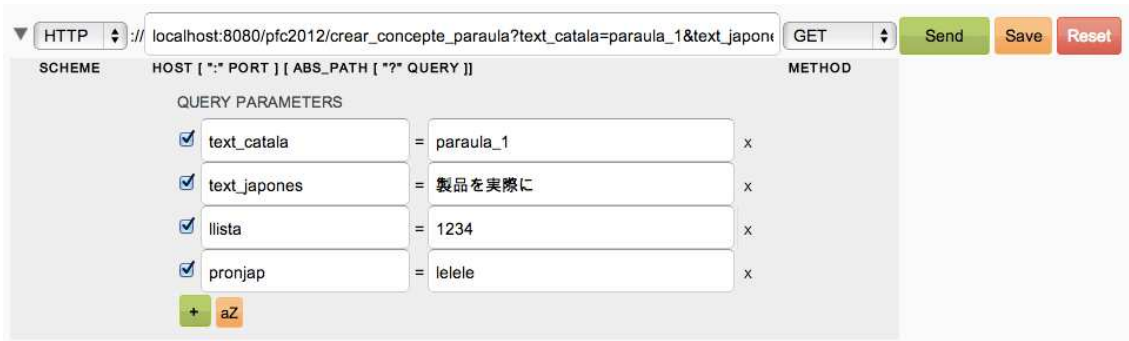 HTTP :// localhost:8080/pfc2012/crear_concepte_paraula?text_catala=paraula_1&text_japone GET Send Save Reset
SCHEME HOST [ ":" PORT ] [ ABS_PATH [ "?" QUERY ]] METHOD
QUERY PARAMETERS
text_catala = paraula_1 x
text_japones = 製品を実際に x
llista = 1234 x
pronjap = lelele x
+ aZ